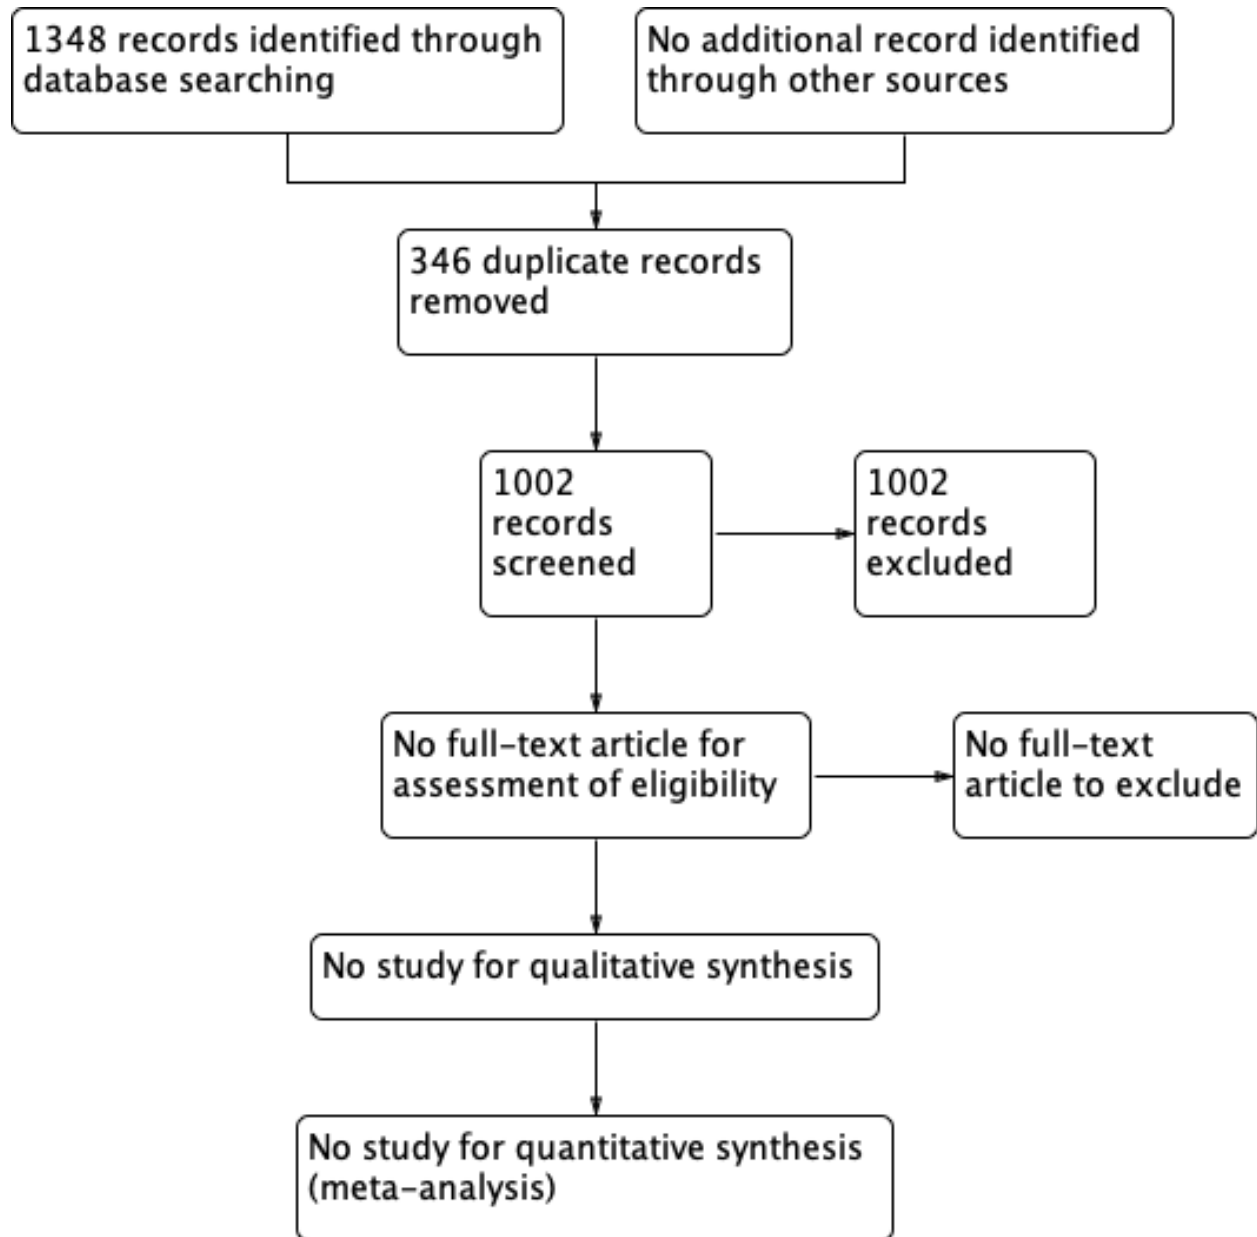 1348 records identified through
database searching
No additional record identified
through other sources
346 duplicate records
removed
1002
records
screened
1002
records
excluded
No full-text article for
assessment of eligibility
No full-text
article to exclude
No study for qualitative synthesis
No study for quantitative synthesis
(meta-analysis)